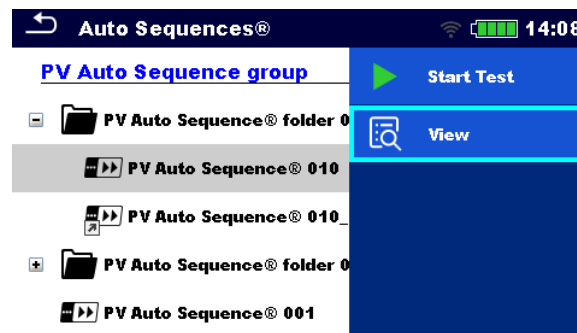 Auto Sequences® 14:08
PV Auto Sequence group
Start Test
PV Auto Sequence® folder 0
View
PV Auto Sequence® 010
PV Auto Sequence® 010_
PV Auto Sequence® folder 0
PV Auto Sequence® 001